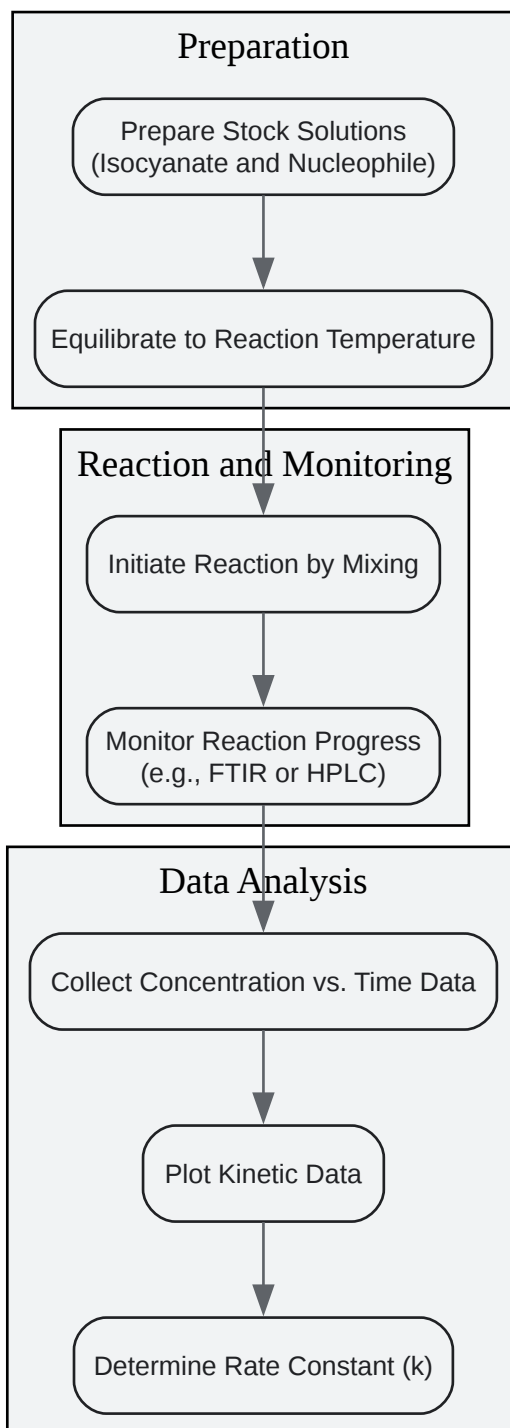 Preparation
Prepare Stock Solutions
(Isocyanate and Nucleophile)
Equilibrate to Reaction Temperature
Reaction and Monitoring
Initiate Reaction by Mixing
Monitor Reaction Progress
(e.g., FTIR or HPLC)
Data Analysis
Collect Concentration vs. Time Data
Plot Kinetic Data
Determine Rate Constant (k)